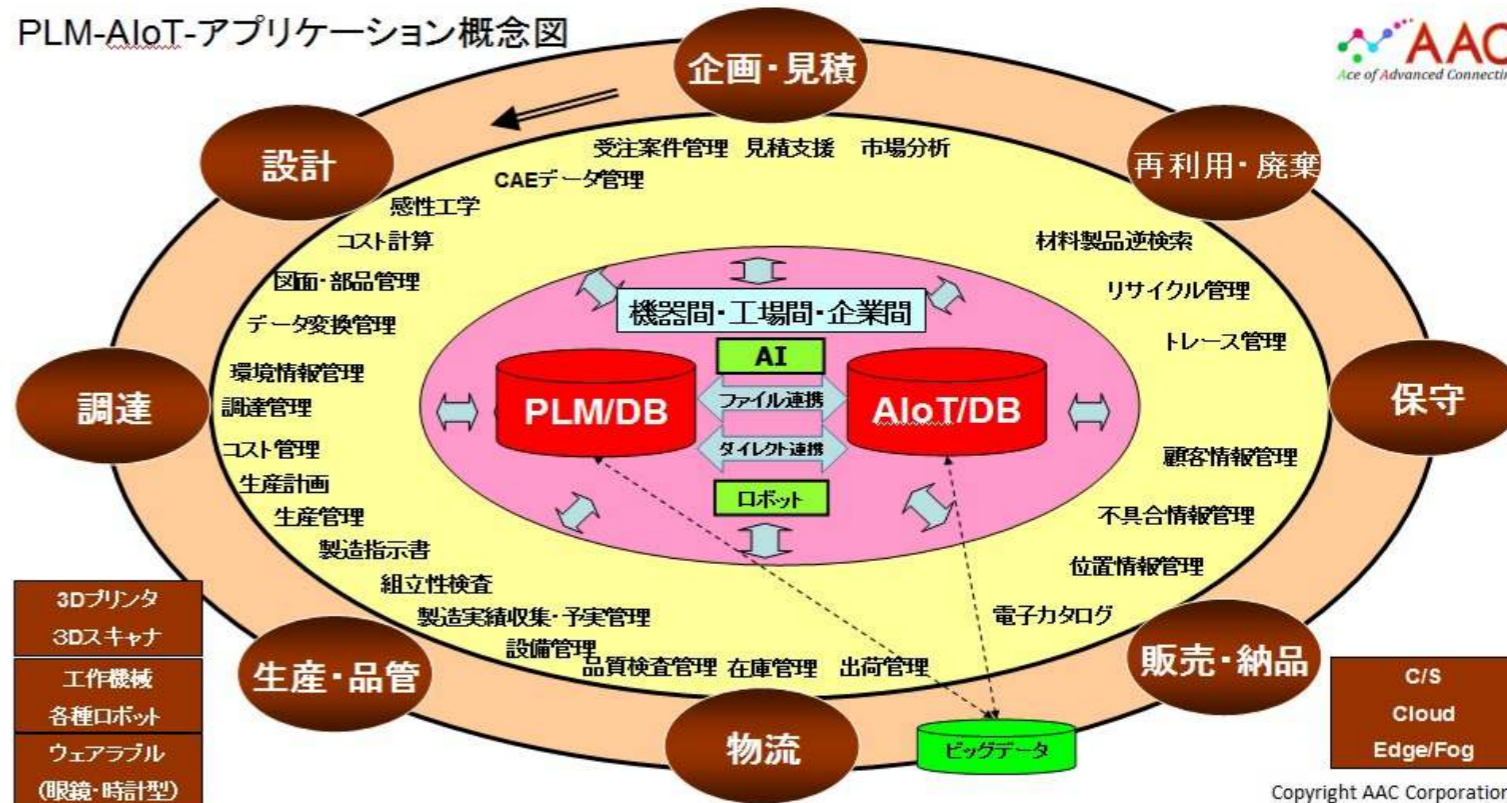 PLM-AIoT-アプリケーション概念図
AAC
Ace of Advanced Connectin
企画・見積
設計
再利用・廃棄
調達
保守
生産・品管
販売・納品
物流
受注案件管理 見積支援 市場分析
CAEデータ管理
感性工学
コスト計算
図面・部品管理
データ変換管理
環境情報管理
調達管理
コスト管理
生産計画
生産管理
製造指示書
組立性検査
製造実績収集・予実管理
設備管理
品質検査管理 在庫管理 出荷管理
材料製品逆検索
リサイクル管理
トレース管理
顧客情報管理
不具合情報管理
位置情報管理
電子カタログ
機器間・工場間・企業間
AI
PLM/DB
ファイル連携
AIoT/DB
ダイレクト連携
ロボット
ビッグデータ
3Dプリンタ
3Dスキャナ
工作機械
各種ロボット
ウェアラブル
(眼鏡・時計型)
C/S
Cloud
Edge/Fog
Copyright AAC Corporation